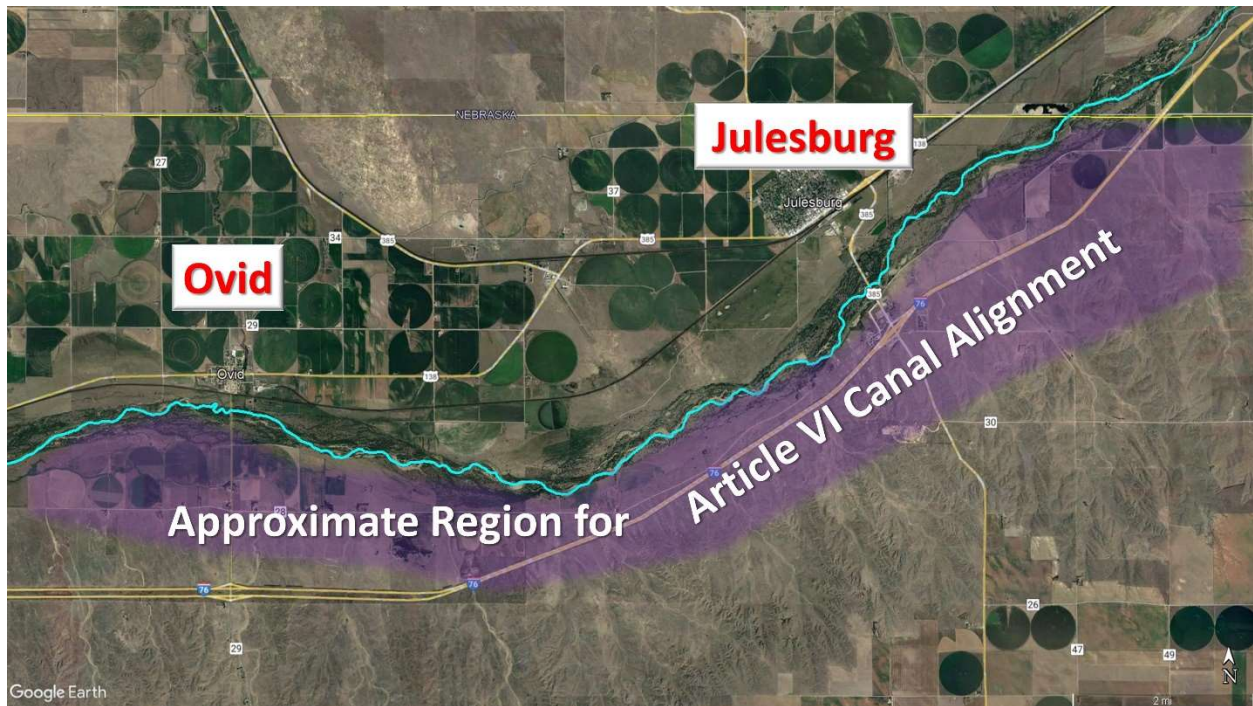 NEBRASKA
Julesburg
138
27
37
Julesburg
34
385
385
385
Ovid
385
76
29
138
Ovid
30
76
Article VI Canal Alignment
28
Approximate Region for
76
76
26
29
47
49
N
Google Earth
2 mi